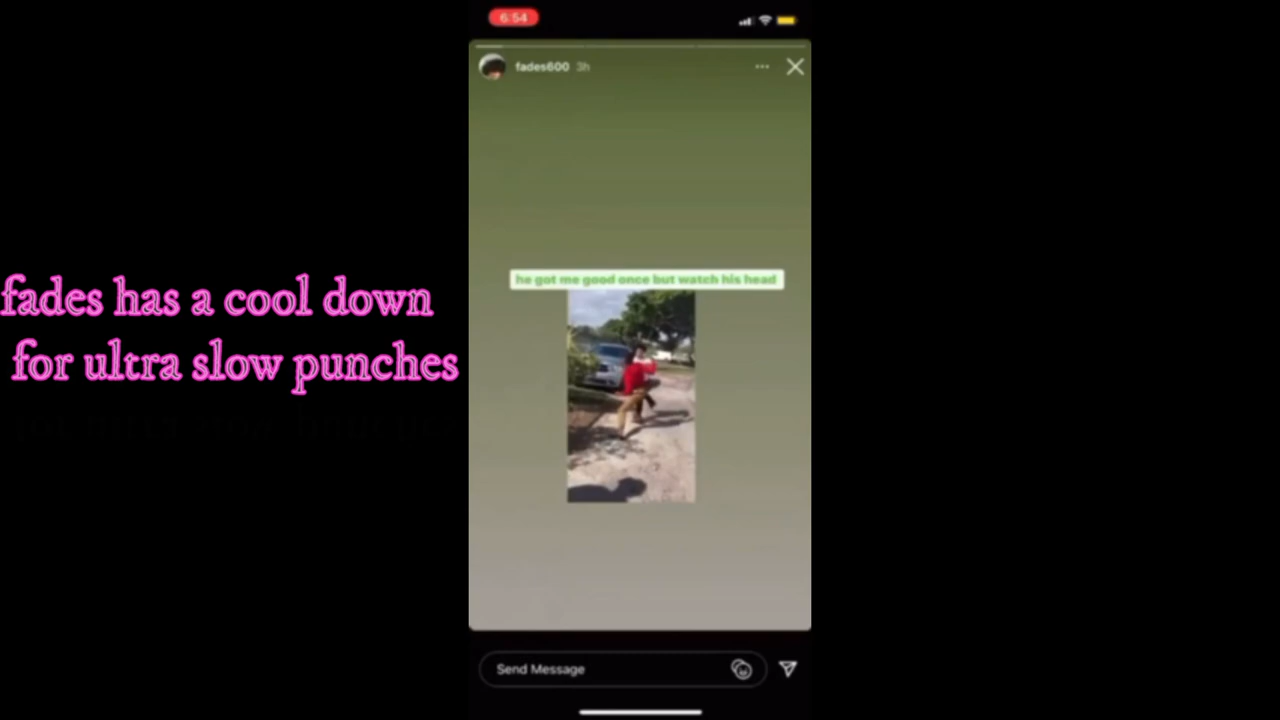 6:54
fades600 3h
he got me good once but watch his head
fades has a cool down
for ultra slow punches
Send Message